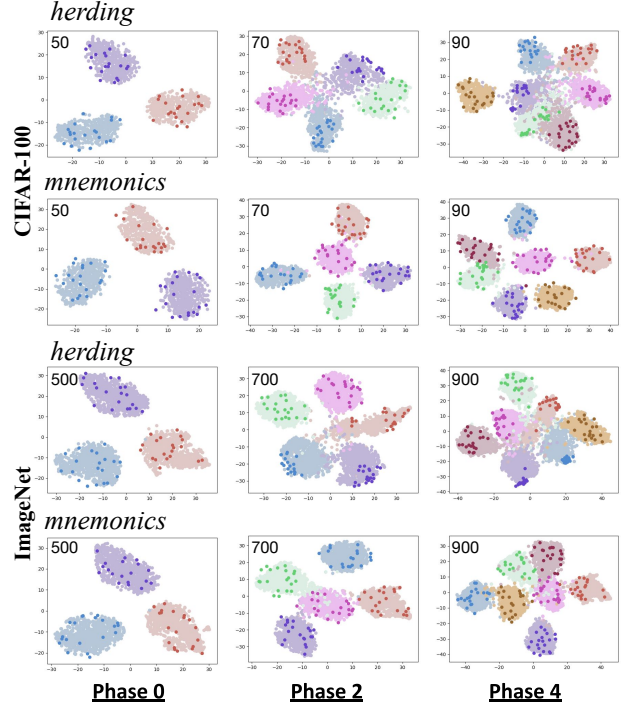 herding
50
70
90
CIFAR-100
mnemonics
50
70
90
herding
500
700
900
ImageNet
mnemonics
500
700
900
Phase 0
Phase 2
Phase 4